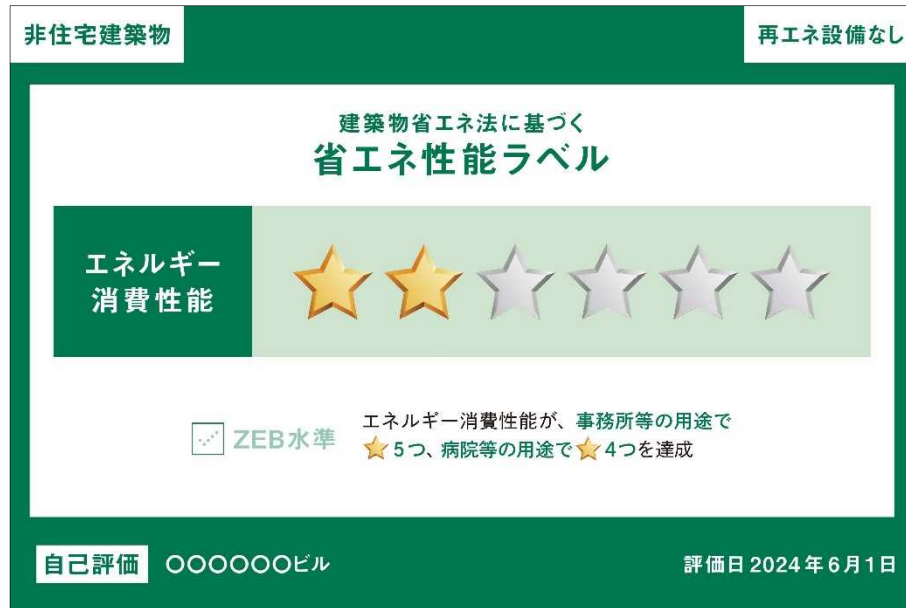 非住宅建築物
再エネ設備なし
建築物省エネ法に基づく
省エネ性能ラベル
エネルギー
消費性能
ZEB水準
エネルギー消費性能が、事務所等の用途で
5つ、病院等の用途で 4つを達成
自己評価 〇〇〇〇〇〇ビル
評価日2024年6月1日